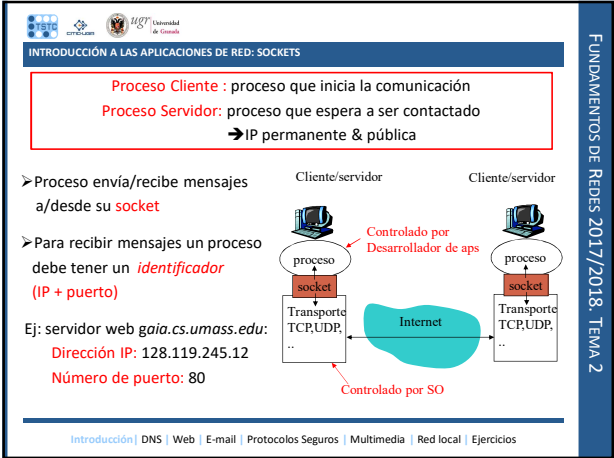 TSTC
CITIC-UGR
ugr Universidad
de Granada
INTRODUCCIÓN A LAS APLICACIONES DE RED: SOCKETS
Proceso Cliente : proceso que inicia la comunicación
Proceso Servidor: proceso que espera a ser contactado
➔IP permanente & pública
➢Proceso envía/recibe mensajes
a/desde su socket
➢Para recibir mensajes un proceso
debe tener un identificador
(IP + puerto)
Ej: servidor web gaia.cs.umass.edu:
Dirección IP: 128.119.245.12
Número de puerto: 80
Cliente/servidor
Cliente/servidor
Controlado por
Desarrollador de aps
proceso
proceso
socket
socket
Transporte
TCP,UDP,
..
Internet
Transporte
TCP,UDP,
..
Controlado por SO
Introducción| DNS | Web | E-mail | Protocolos Seguros | Multimedia | Red local | Ejercicios
FUNDAMENTOS DE REDES 2017/2018. TEMA 2